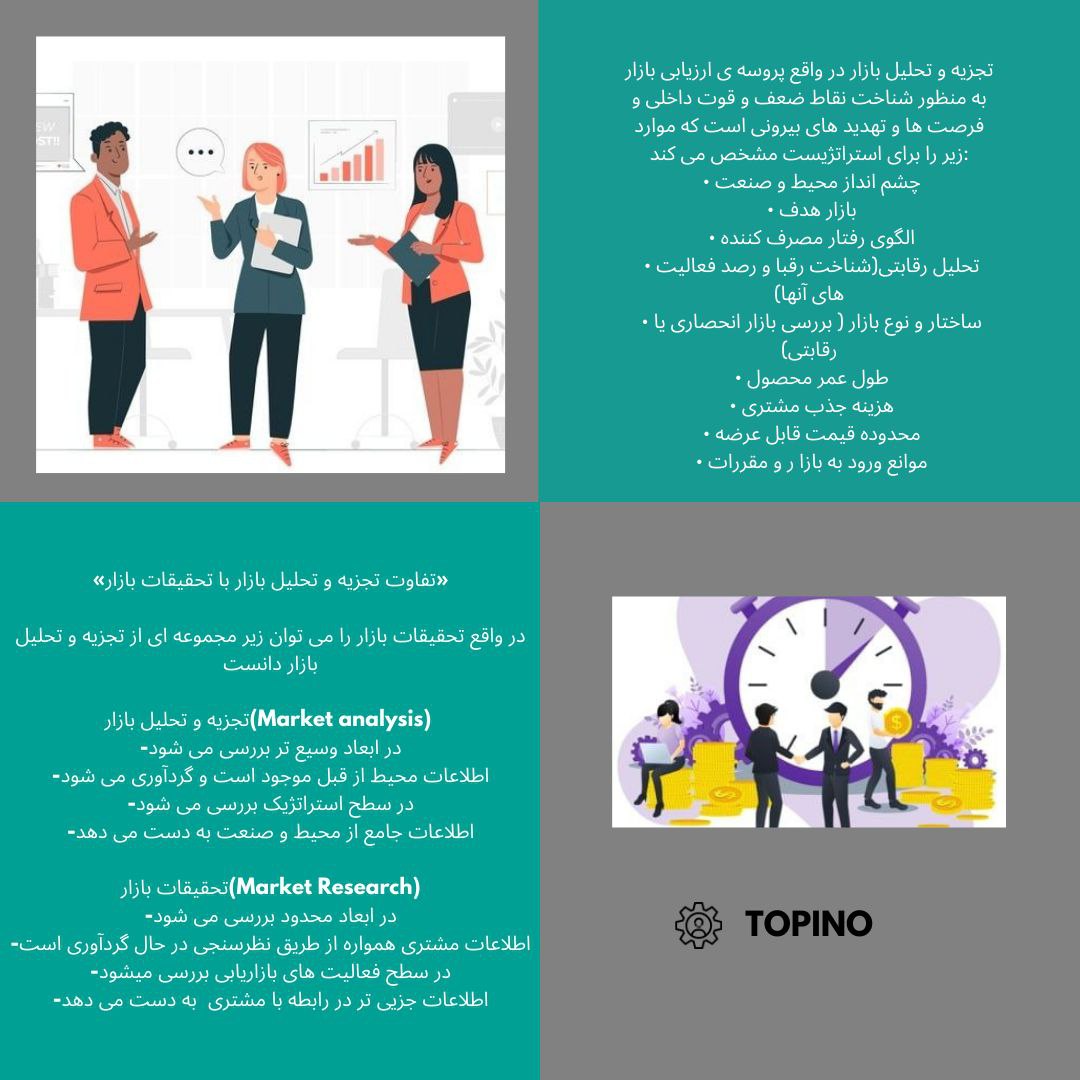 تجزیه و تحلیل بازار در واقع پروسه ی ارزیابی بازار
به منظور شناخت نقاط ضعف و قوت داخلی و
فرصت ها و تهدید های بیرونی است که موارد
زیر را برای استراتژیست مشخص می کند:
چشم انداز محیط و صنعت •
بازار هدف •
الگوی رفتار مصرف کننده •
تحلیل رقابتی(شناخت رقبا و رصد فعالیت •
های آنها)
ساختار و نوع بازار ( بررسی بازار انحصاری یا •
رقابتی)
طول عمر محصول •
هزینه جذب مشتری •
محدوده قیمت قابل عرضه •
موانع ورود به بازا ر و مقررات •
«تفاوت تجزیه و تحلیل بازار با تحقیقات بازار»
در واقع تحقیقات بازار را می توان زیر مجموعه ای از تجزیه و تحلیل
بازار دانست
تجزیه و تحلیل بازار(Market analysis)
در ابعاد وسیع تر بررسی می شود-
اطلاعات محیط از قبل موجود است و گردآوری می شود-
در سطح استراتژیک بررسی می شود-
اطلاعات جامع از محیط و صنعت به دست می دهد-
تحقیقات بازار(Market Research)
در ابعاد محدود بررسی می شود-
اطلاعات مشتری همواره از طریق نظرسنجی در حال گردآوری است-
در سطح فعالیت های بازاریابی بررسی میشود-
اطلاعات جزیی تر در رابطه با مشتری به دست می دهد-
TOPINO